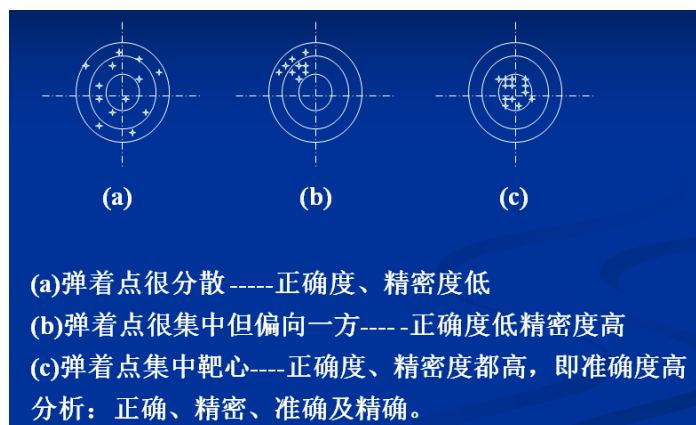 (a) (b) (c)
(a)弹着点很分散-----正确度、精密度低
(b)弹着点很集中但偏向一方-----正确度低精密度高
(c)弹着点集中靶心----正确度、精密度都高，即准确度高
分析：正确、精密、准确及精确。